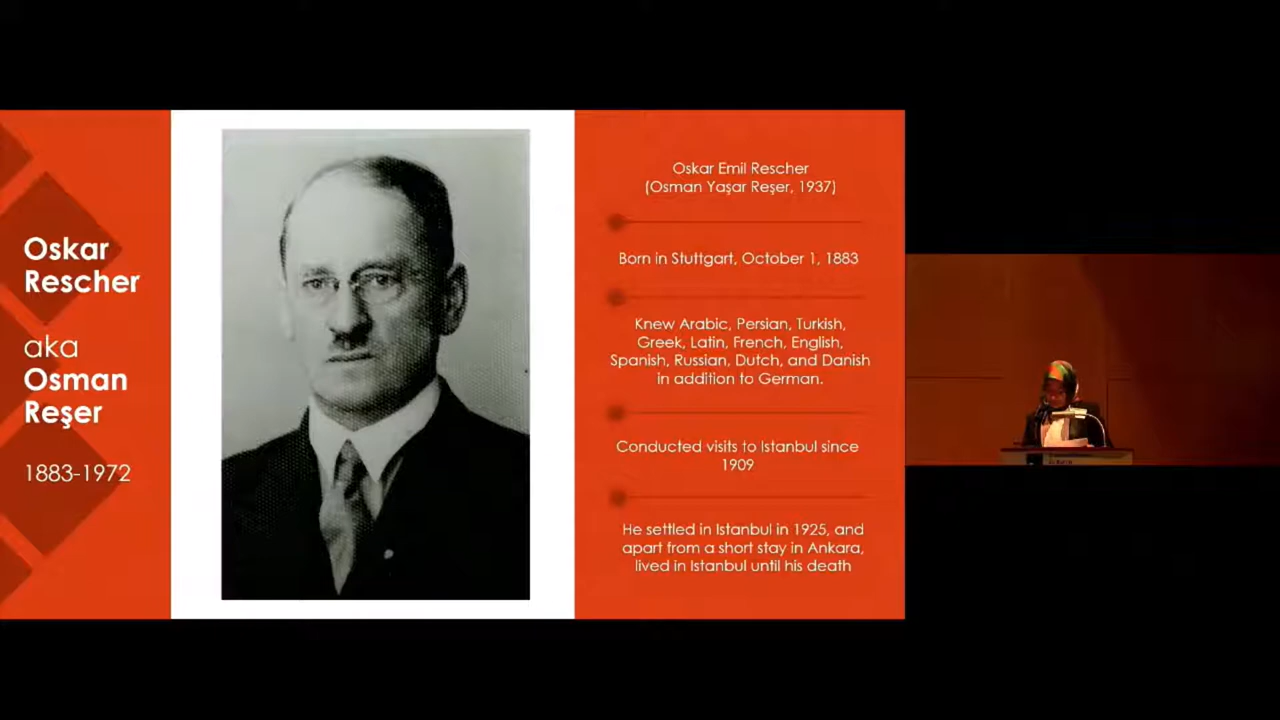 Oskar
Rescher
aka
Osman
Reşer
1883-1972
Oskar Emil Rescher
(Osman Yaşar Reşer, 1937)
Born in Stuttgart, October 1, 1883
Knew Arabic, Persian, Turkish,
Greek, Latin, French, English,
Spanish, Russian, Dutch, and Danish
in addition to German.
Conducted visits to Istanbul since
1909
He settled in Istanbul in 1925, and
apart from a short stay in Ankara,
lived in Istanbul until his death